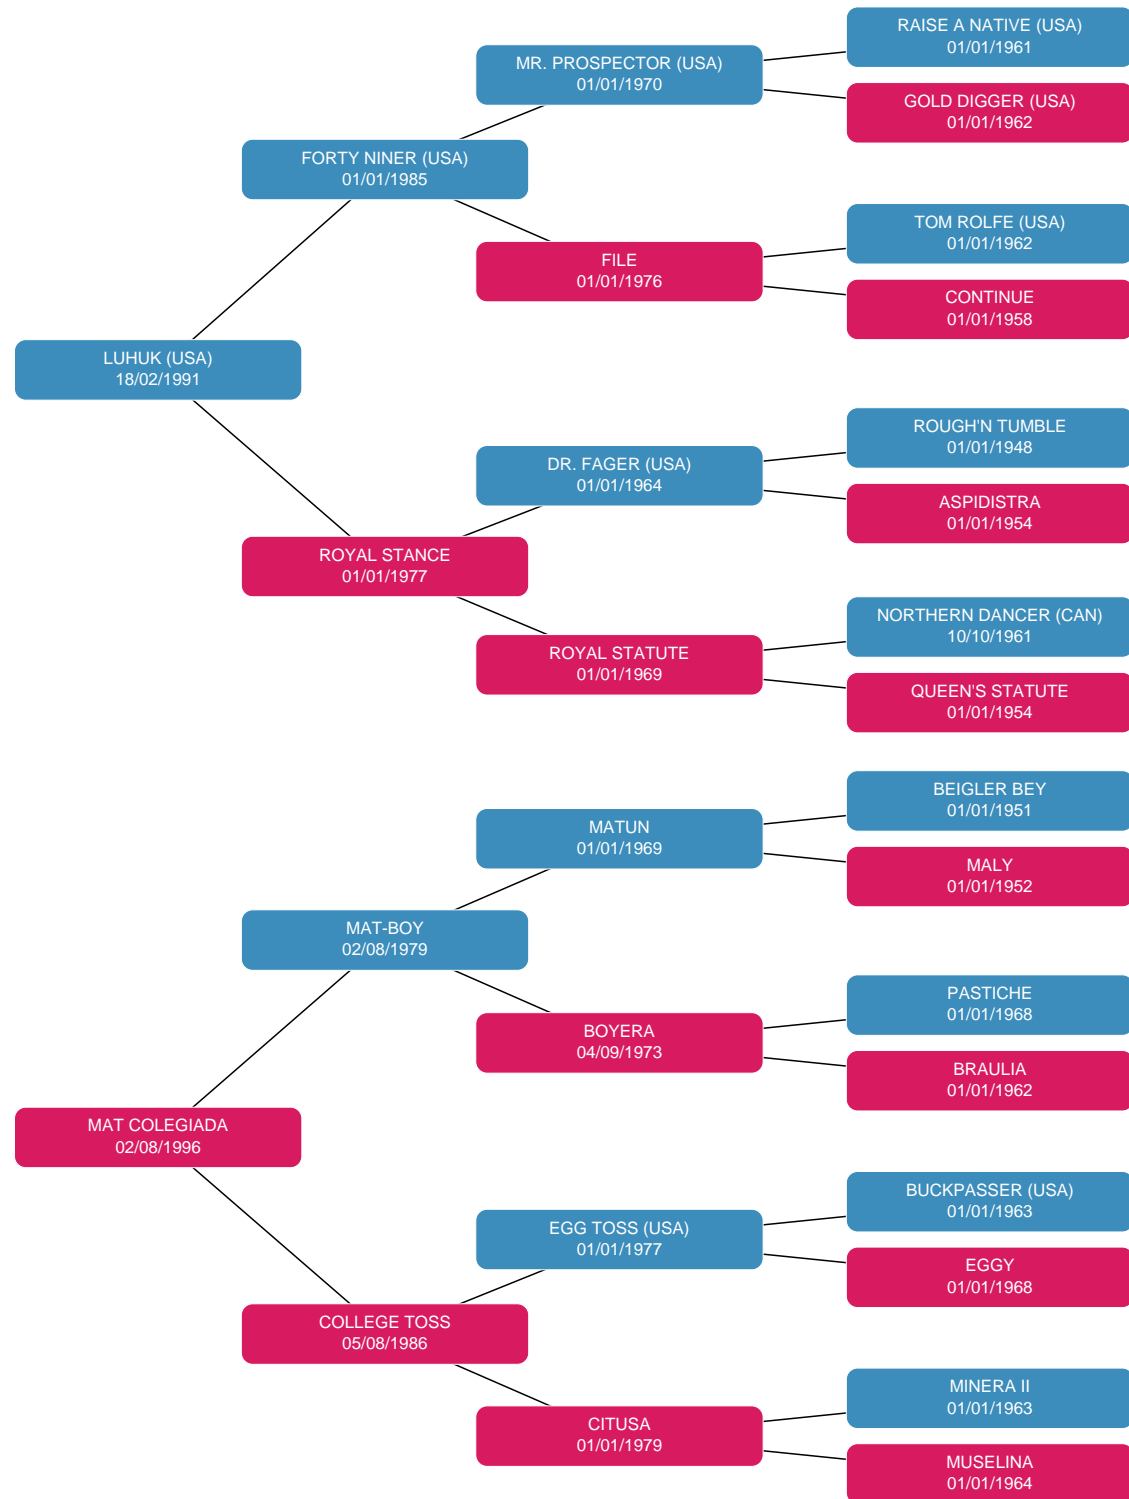 RAISE A NATIVE (USA)
01/01/1961
MR. PROSPECTOR (USA)
01/01/1970
GOLD DIGGER (USA)
01/01/1962
FORTY NINER (USA)
01/01/1985
TOM ROLFE (USA)
01/01/1962
FILE
01/01/1976
CONTINUE
01/01/1958
LUHUK (USA)
18/02/1991
ROUGH'N TUMBLE
01/01/1948
DR. FAGER (USA)
01/01/1964
ASPIDISTRA
01/01/1954
ROYAL STANCE
01/01/1977
NORTHERN DANCER (CAN)
10/10/1961
ROYAL STATUTE
01/01/1969
QUEEN'S STATUTE
01/01/1954
BEIGLER BEY
01/01/1951
MATUN
01/01/1969
MALY
01/01/1952
MAT-BOY
02/08/1979
PASTICHE
01/01/1968
BOYERA
04/09/1973
BRAULIA
01/01/1962
MAT COLEGIADA
02/08/1996
BUCKPASSER (USA)
01/01/1963
EGG TOSS (USA)
01/01/1977
EGGY
01/01/1968
COLLEGE TOSS
05/08/1986
MINERA II
01/01/1963
CITUSA
01/01/1979
MUSELINA
01/01/1964